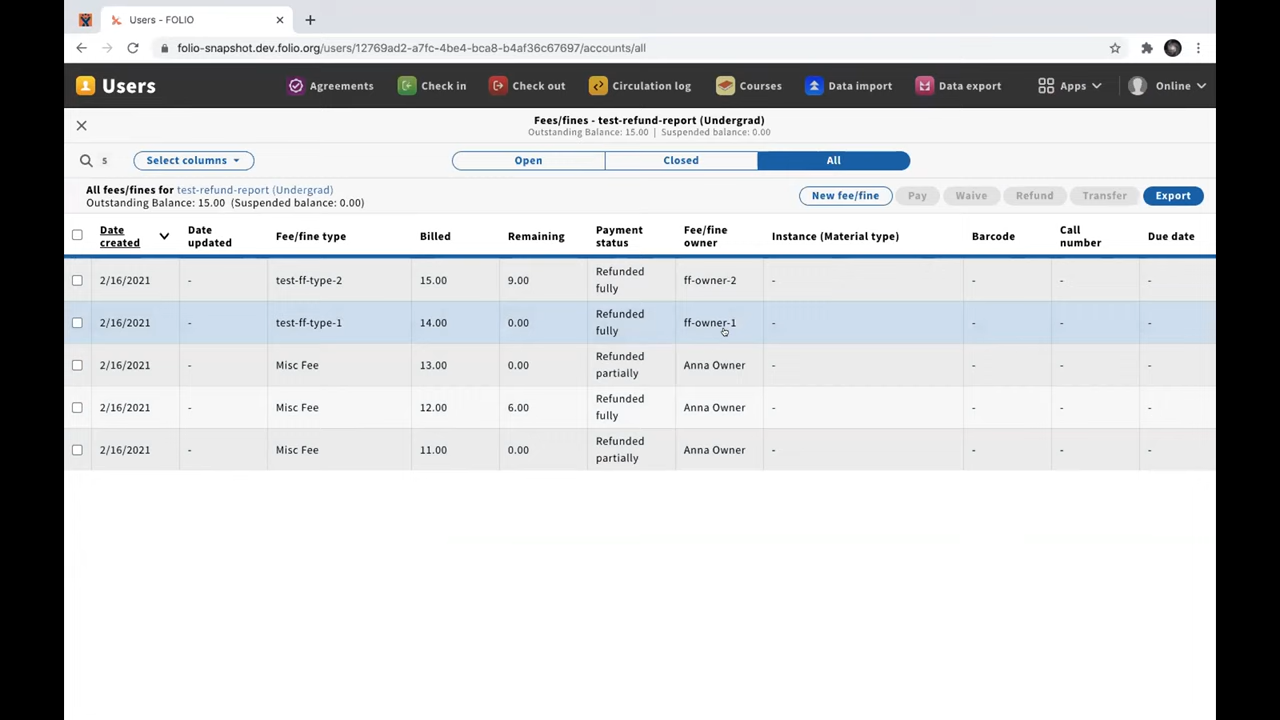 Users - FOLIO
folio-snapshot.dev.folio.org/users/12769ad2-a7fc-4be4-bca8-b4af36c67697/accounts/all
Users Agreements Check in Check out Circulation log Courses Data import Data export Apps Online
Fees/fines - test-refund-report (Undergrad)
Outstanding Balance: 15.00 | Suspended balance: 0.00
s Select columns Open Closed All
All fees/fines for test-refund-report (Undergrad)
Outstanding Balance: 15.00 (Suspended balance: 0.00)
New fee/fine Pay Waive Refund Transfer Export
Date created Date updated Fee/fine type Billed Remaining Payment status Fee/fine owner Instance (Material type) Barcode Call number Due date
2/16/2021 - test-ff-type-2 15.00 9.00 Refunded fully ff-owner-2 - - - -
2/16/2021 - test-ff-type-1 14.00 0.00 Refunded fully ff-owner-1 - - - -
2/16/2021 - Misc Fee 13.00 0.00 Refunded partially Anna Owner - - - -
2/16/2021 - Misc Fee 12.00 6.00 Refunded fully Anna Owner - - - -
2/16/2021 - Misc Fee 11.00 0.00 Refunded partially Anna Owner - - - -